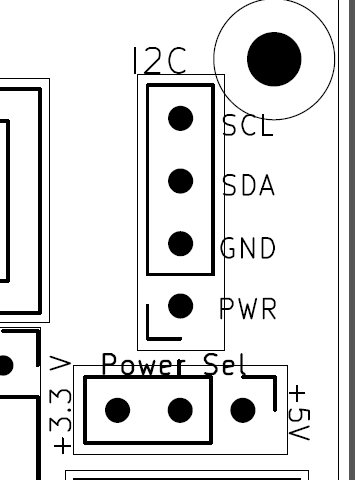 I2C
SCL
SDA
GND
PWR
Power Sel
+3.3 V
+5V